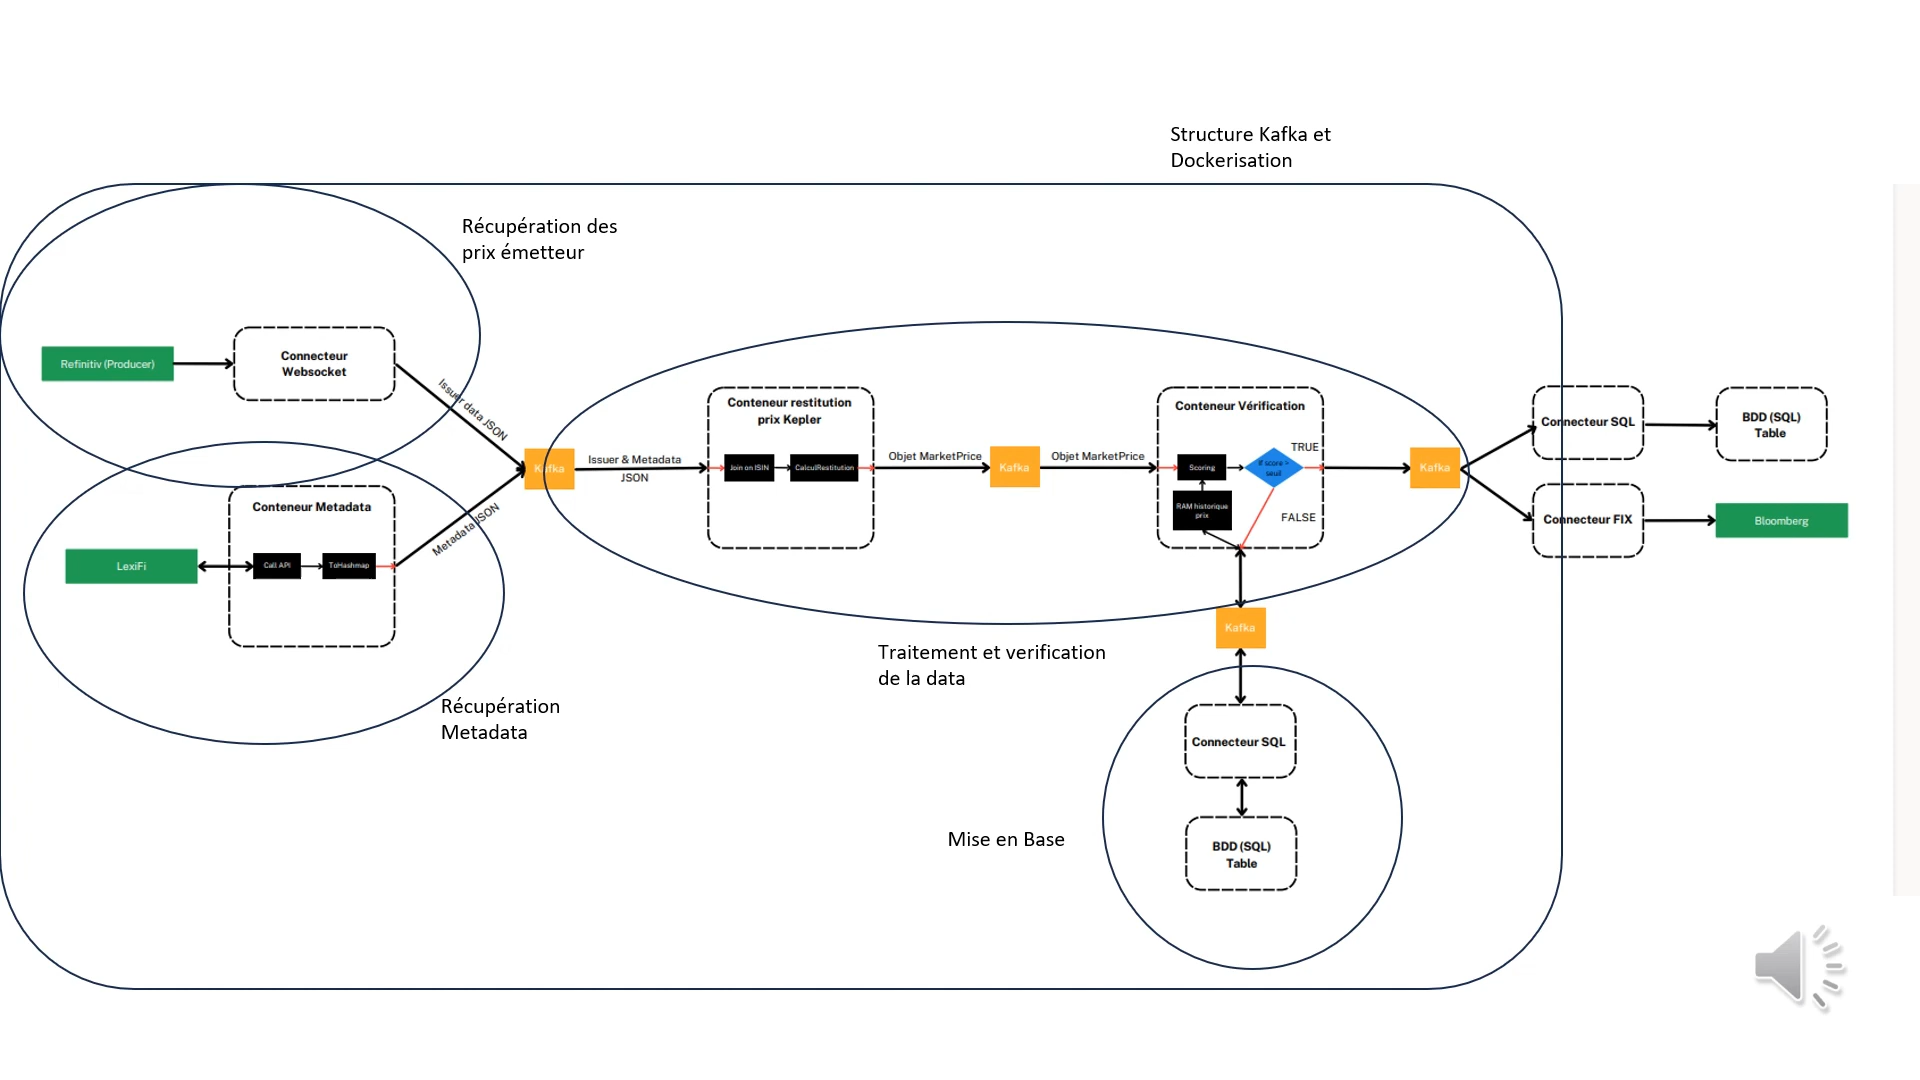 Structure Kafka et
Dockerisation
Récupération des
prix émetteur
Refinitiv (Producer)
Connecteur
Websocket
Issuer data JSON
Conteneur Metadata
LexiFi
Call API
ToHashmap
Metadata JSON
Récupération
Metadata
Kafka
Issuer & Metadata
JSON
Conteneur restitution
prix Kepler
Join on ISIN
CalculRestitution
Objet MarketPrice
Kafka
Objet MarketPrice
Conteneur Vérification
Scoring
If score >
seuil
TRUE
RAM historique
prix
FALSE
Kafka
Connecteur SQL
BDD (SQL)
Table
Connecteur FIX
Bloomberg
Kafka
Traitement et verification
de la data
Connecteur SQL
Mise en Base
BDD (SQL)
Table